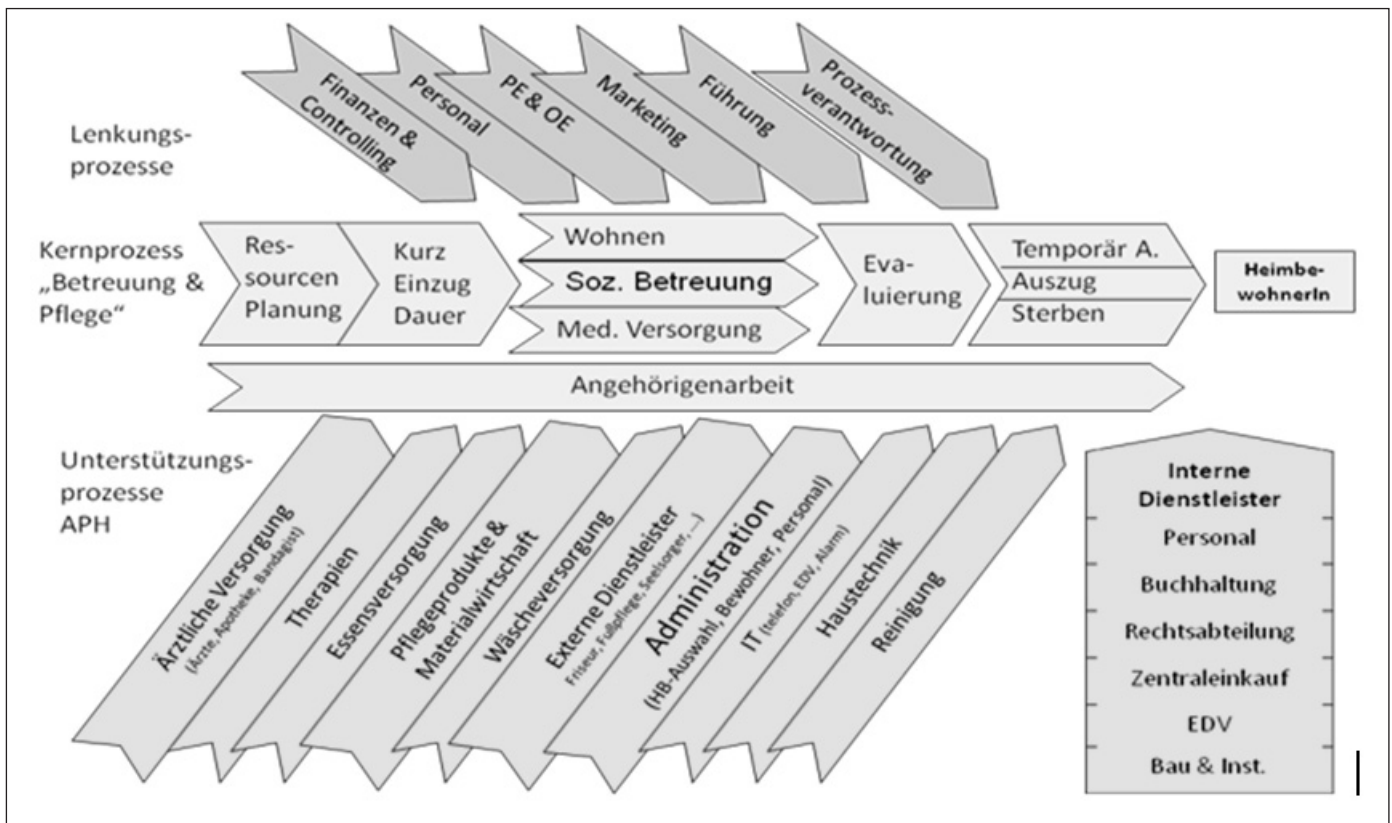 Lenkungs-
prozesse
Finanzen &
Controlling
Personal
PE & OE
Marketing
Führung
Prozess-
verantwortung
Kernprozess
„Betreuung &
Pflege“
Res-
sourcen
Planung
Kurz
Einzug
Dauer
Wohnen
Soz. Betreuung
Med. Versorgung
Eva-
luierung
Temporär A.
Auszug
Sterben
Heimbe-
wohnerIn
Angehörigenarbeit
Unterstützungs-
prozesse
APH
Ärztliche Versorgung
(Ärzte, Apotheke, Bandagist)
Therapien
Essensversorgung
Pflegeprodukte &
Materialwirtschaft
Wäscheversorgung
Externe Dienstleister
Friseur, Fußpflege, Seelsorger, ...)
Administration
(HB-Auswahl, Bewohner, Personal)
IT (telefon, EDV, Alarm)
Haustechnik
Reinigung
Interne
Dienstleister
Personal
Buchhaltung
Rechtsabteilung
Zentraleinkauf
EDV
Bau & Inst.